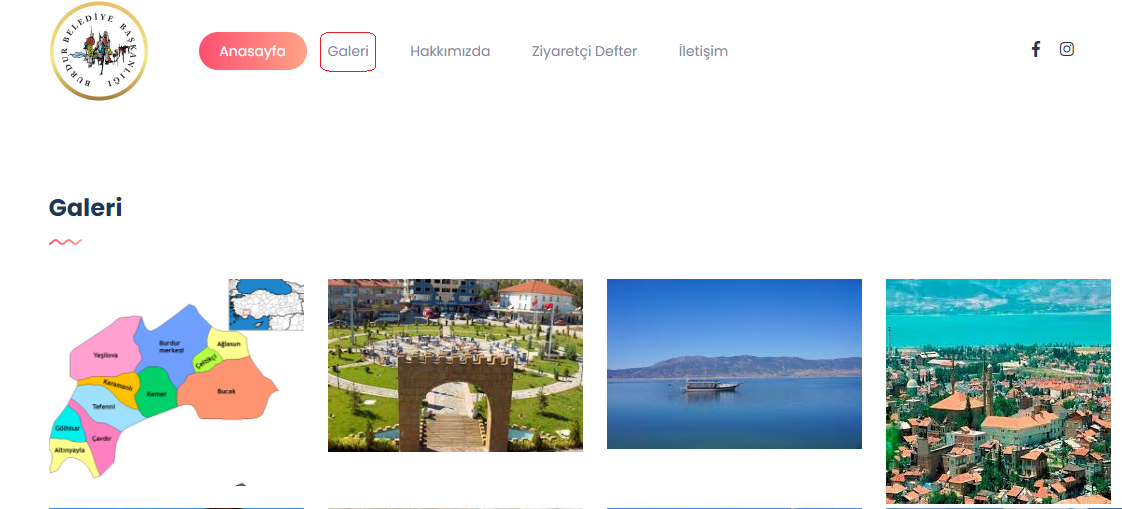 BURDUR BELEDİYE BAŞKANLIĞI
Anasayfa
Galeri
Hakkımızda
Ziyaretçi Defter
İletişim
Galeri
Yeşilova
Burdur
merkezi
Ağlasun
Çeltikçi
Karamanlı
Kemer
Bucak
Tefenni
Gölhisar
Çavdır
Altınyayla